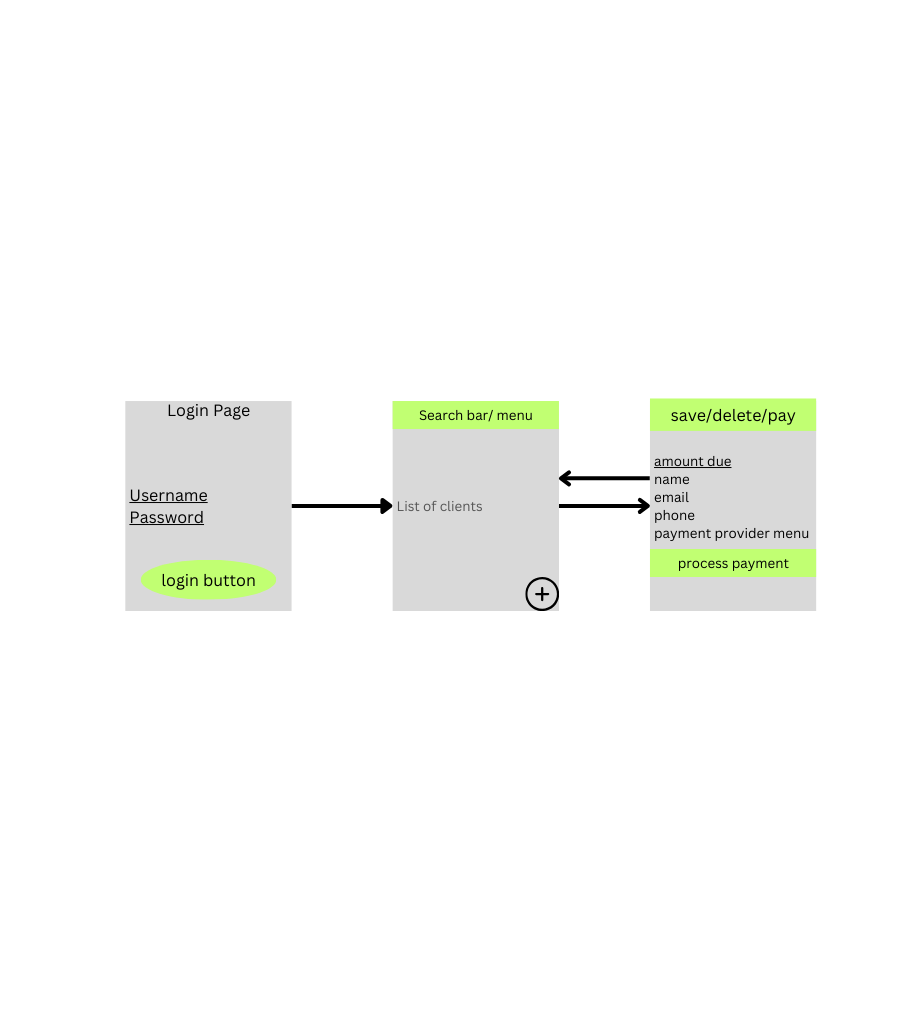 Login Page
Username
Password
login button
Search bar/ menu
List of clients
save/delete/pay
amount due
name
email
phone
payment provider menu
process payment